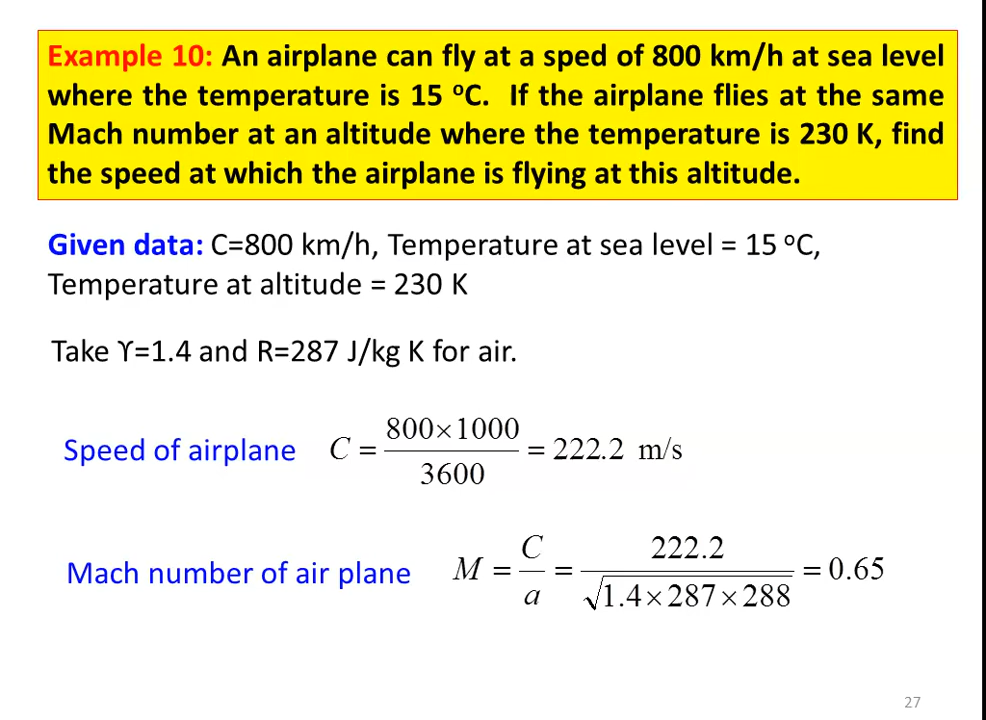 Example 10: An airplane can fly at a sped of 800 km/h at sea level
where the temperature is 15 ºC. If the airplane flies at the same
Mach number at an altitude where the temperature is 230 K, find
the speed at which the airplane is flying at this altitude.
Given data: C=800 km/h, Temperature at sea level = 15 ºC,
Temperature at altitude = 230 K
Take ϒ=1.4 and R=287 J/kg K for air.
Speed of airplane C = 800×1000 / 3600 = 222.2 m/s
Mach number of air plane M = C / a = 222.2 / √1.4×287×288 = 0.65
27